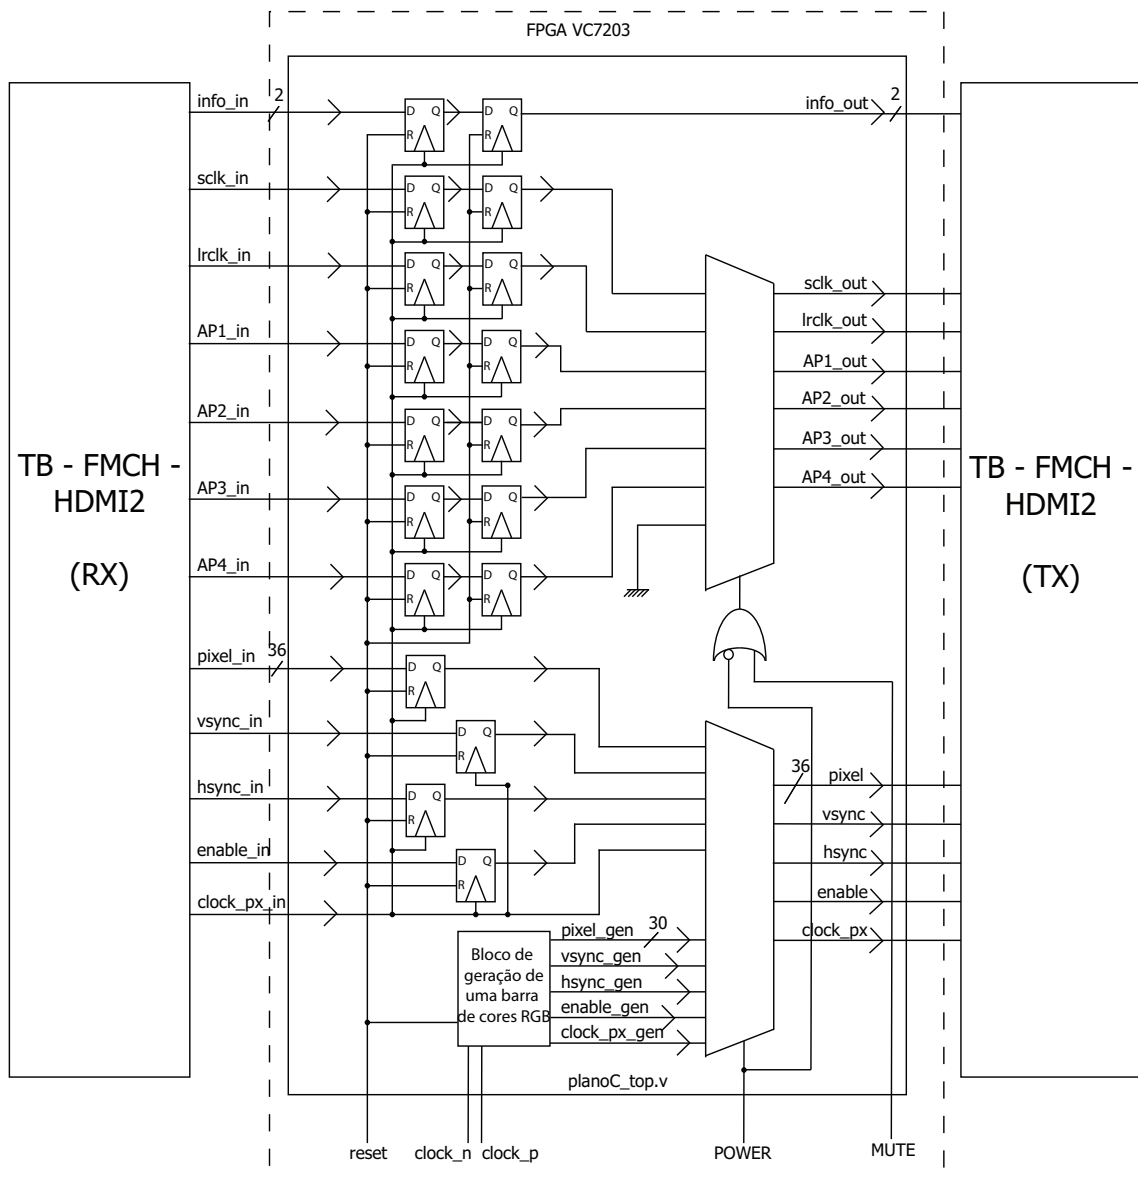 FPGA VC7203
info_in
2
D Q
R
D Q
R
info_out
2
sclk_in
D Q
R
D Q
R
lrclk_in
D Q
R
D Q
R
sclk_out
lrclk_out
AP1_in
D Q
R
D Q
R
AP1_out
AP2_in
D Q
R
D Q
R
AP2_out
AP3_out
TB - FMCH -
HDMI2
(RX)
AP3_in
D Q
R
D Q
R
AP4_out
TB - FMCH -
HDMI2
(TX)
AP4_in
D Q
R
D Q
R
pixel_in
36
D Q
R
vsync_in
D Q
R
36
pixel
hsync_in
D Q
R
vsync
enable_in
D Q
R
hsync
clock_px_in
enable
pixel_gen
30
clock_px
Bloco de
geração de
uma barra
de cores RGB
vsync_gen
hsync_gen
enable_gen
clock_px_gen
planoC_top.v
reset
clock_n
clock_p
POWER
MUTE